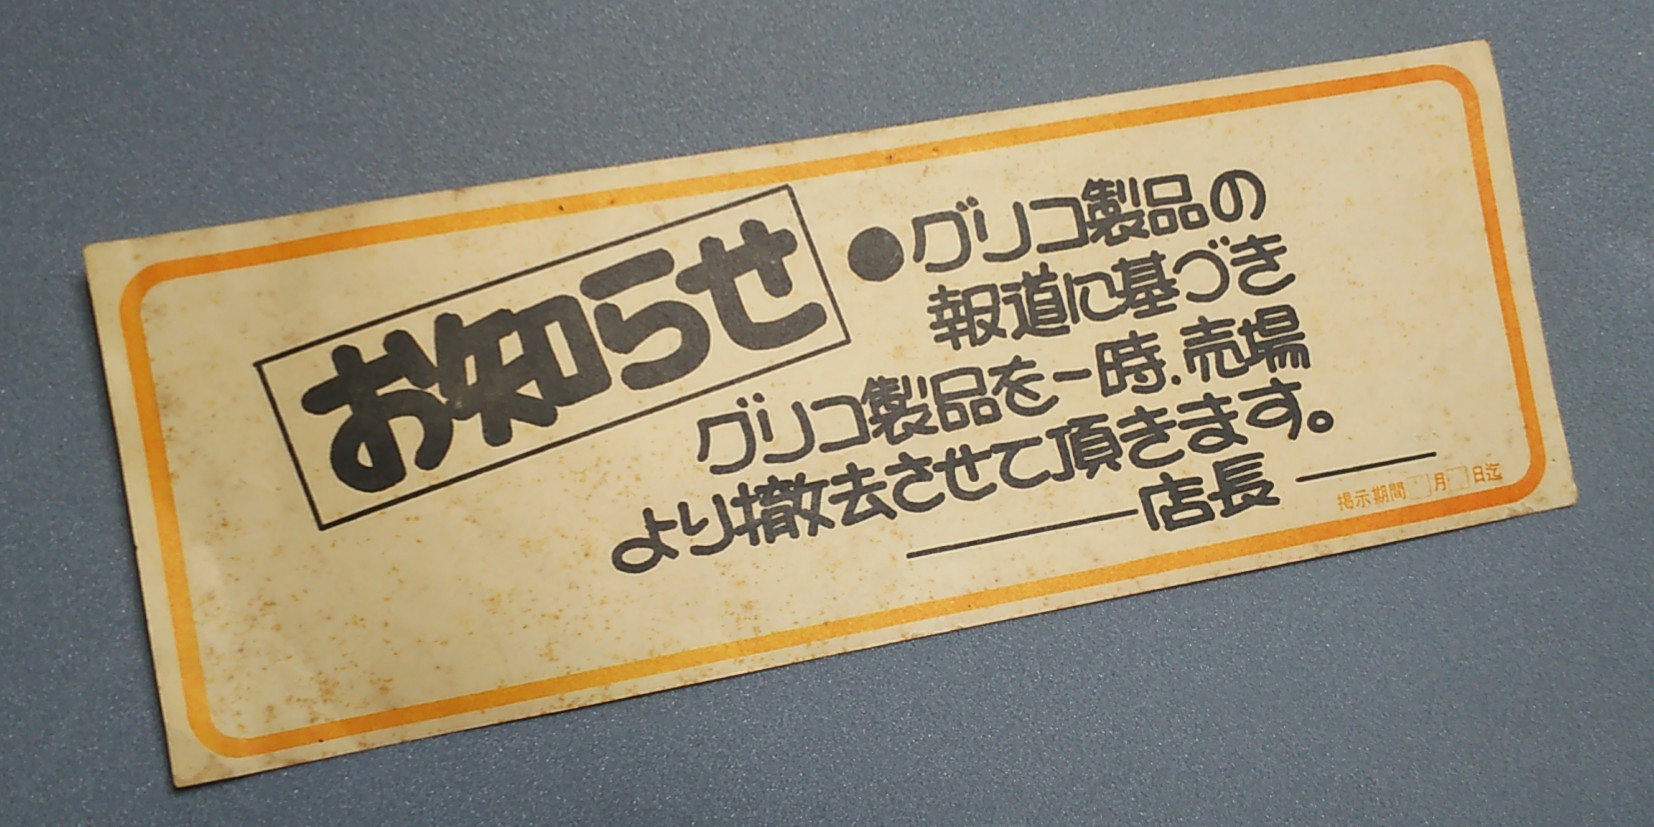 お知らせ
●グリコ製品の
報道に基づき
グリコ製品を一時.売場
より撤去させて頂きます。
店長
掲示期間 月 日迄